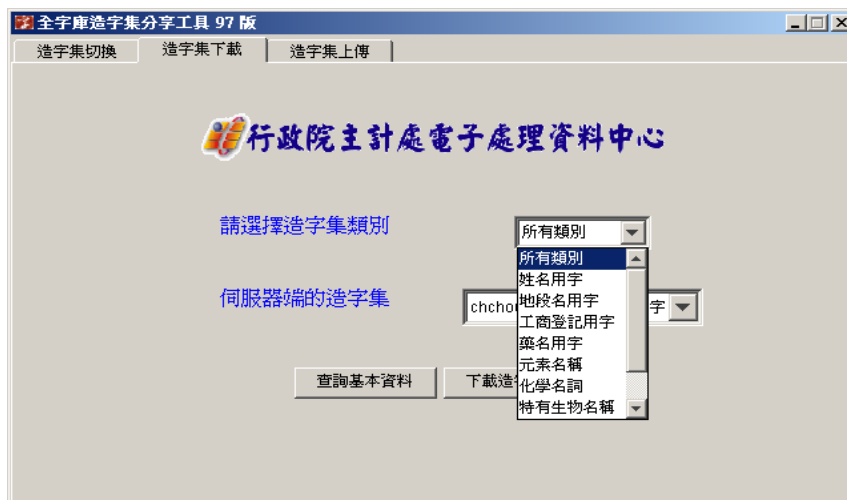 全字庫造字集分享工具 97 版
造字集切換 造字集下載 造字集上傳
行政院主計處電子處理資料中心
請選擇造字集類別 所有類別
所有類別
姓名用字
伺服器端的造字集 字
地段名用字
工商登記用字
藥名用字
元素名稱
化學名詞
特有生物名稱
查詢基本資料 下載造